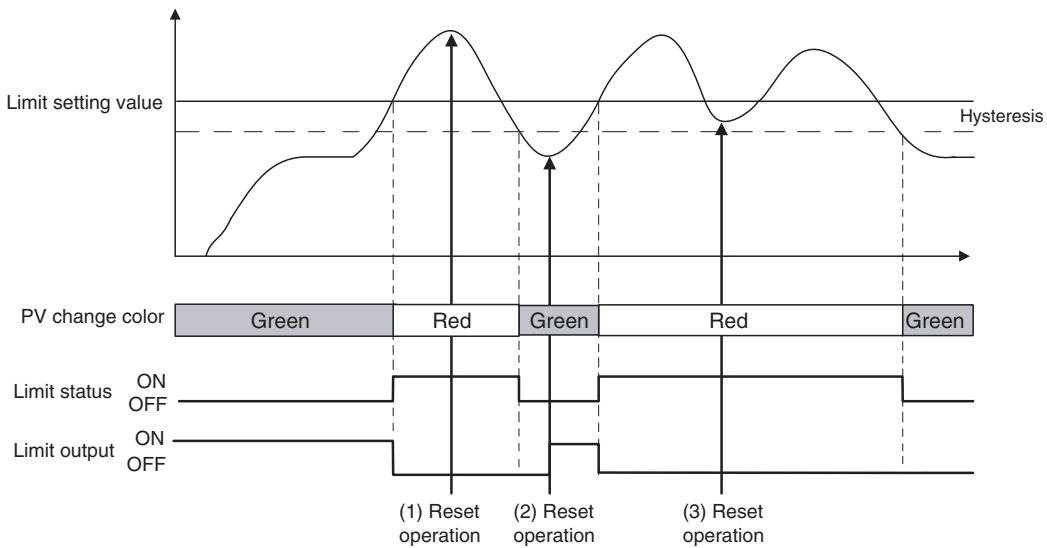 Limit setting value
Hysteresis
PV change color
Green
Red
Green
Red
Green
Limit status
ON
OFF
Limit output
ON
OFF
(1) Reset
operation
(2) Reset
operation
(3) Reset
operation